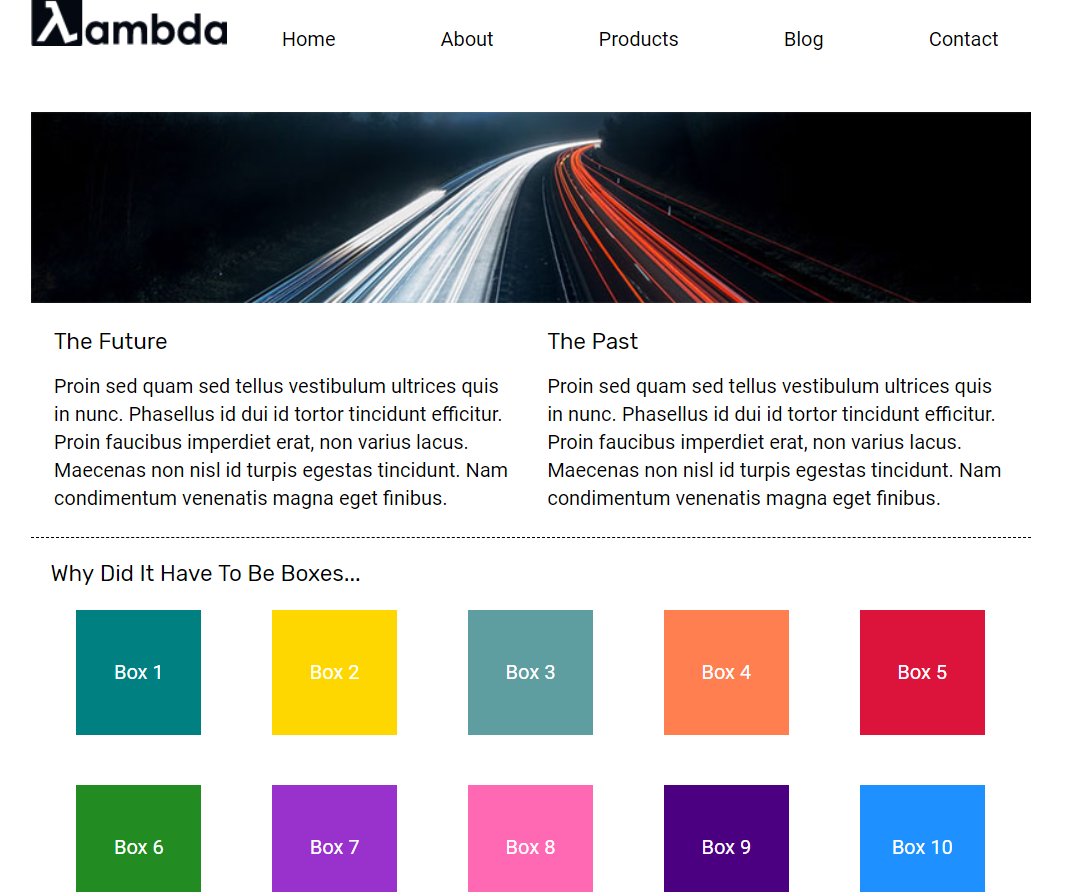 λambda
Home About Products Blog Contact
The Future
Proin sed quam sed tellus vestibulum ultrices quis
in nunc. Phasellus id dui id tortor tincidunt efficitur.
Proin faucibus imperdiet erat, non varius lacus.
Maecenas non nisl id turpis egestas tincidunt. Nam
condimentum venenatis magna eget finibus.
The Past
Proin sed quam sed tellus vestibulum ultrices quis
in nunc. Phasellus id dui id tortor tincidunt efficitur.
Proin faucibus imperdiet erat, non varius lacus.
Maecenas non nisl id turpis egestas tincidunt. Nam
condimentum venenatis magna eget finibus.
Why Did It Have To Be Boxes...
Box 1 Box 2 Box 3 Box 4 Box 5
Box 6 Box 7 Box 8 Box 9 Box 10